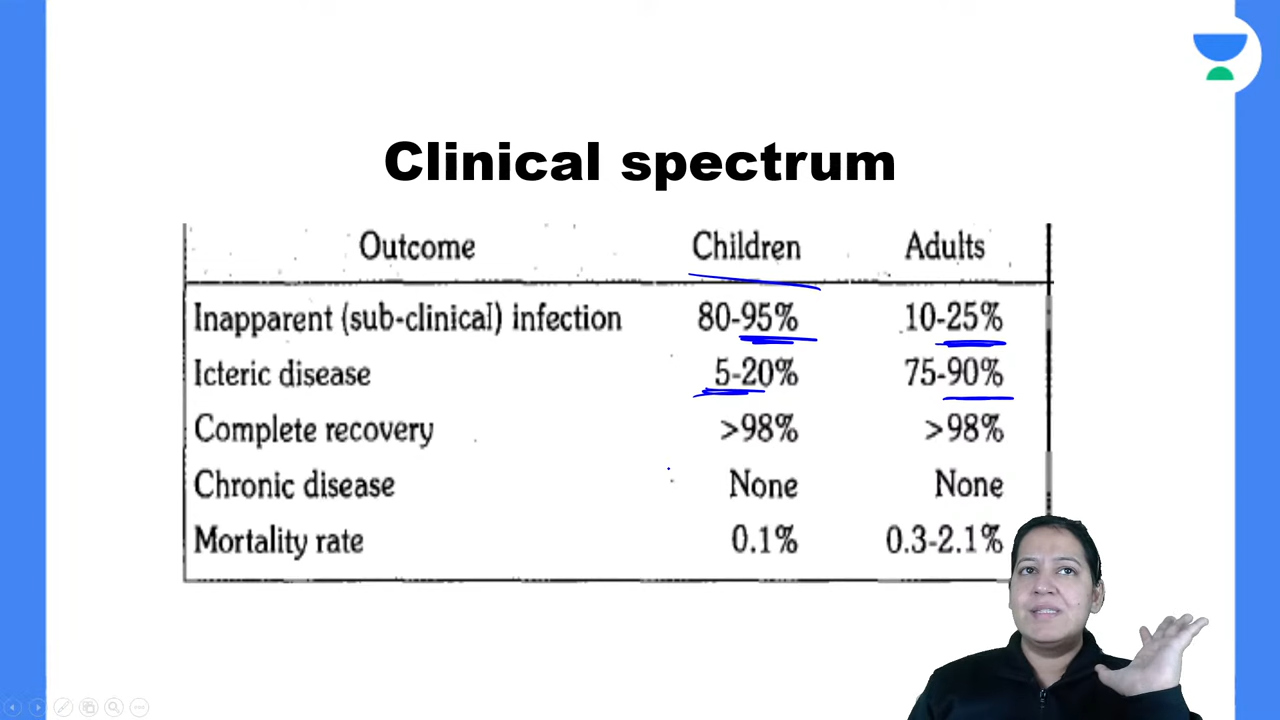 Clinical spectrum
Outcome Children Adults
Inapparent (sub-clinical) infection 80-95% 10-25%
Icteric disease 5-20% 75-90%
Complete recovery >98% >98%
Chronic disease None None
Mortality rate 0.1% 0.3-2.1%